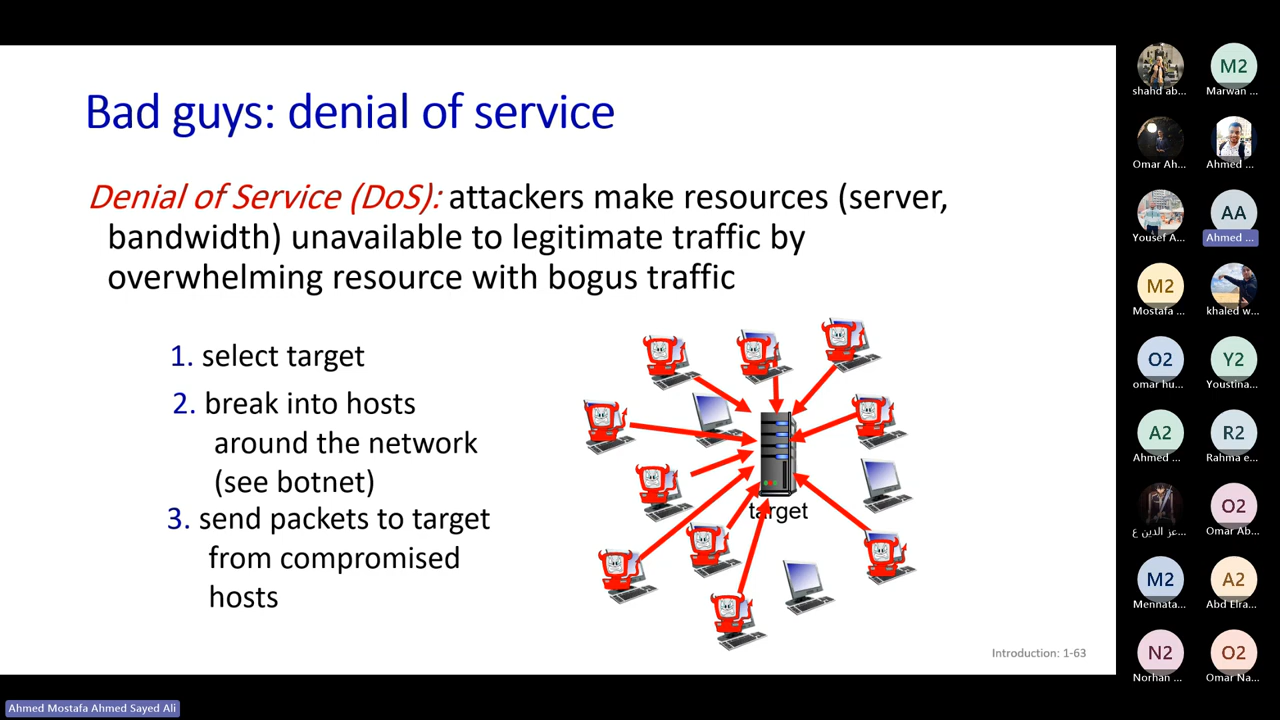 Bad guys: denial of service
Denial of Service (DoS): attackers make resources (server,
bandwidth) unavailable to legitimate traffic by
overwhelming resource with bogus traffic
1. select target
2. break into hosts
around the network
(see botnet)
3. send packets to target
from compromised
hosts
target
Introduction: 1-63
M2
shahd ab...
Marwan ...
Omar Ah...
Ahmed ...
AA
Yousef A...
Ahmed ...
M2
Mostafa ...
khaled w...
O2
Y2
omar hu...
Youstina...
A2
R2
Ahmed ...
Rahma e...
O2
عز الدين ع...
Omar Ab...
M2
A2
Mennata...
Abd Elra...
N2
O2
Norhan ...
Omar Na...
Ahmed Mostafa Ahmed Sayed Ali